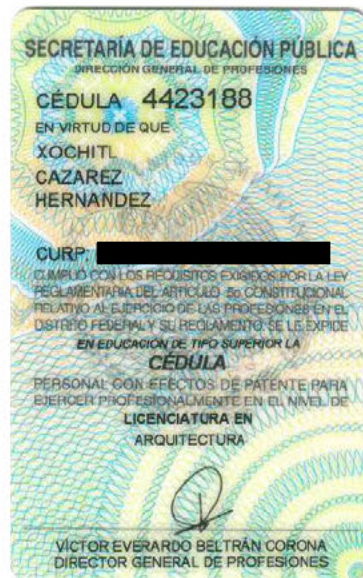 SECRETARÍA DE EDUCACIÓN PÚBLICA
DIRECCIÓN GENERAL DE PROFESIONES
CÉDULA 4423188
EN VIRTUD DE QUE
XOCHITL
CAZAREZ
HERNANDEZ
CURP:
CUMPLIÓ CON LOS REQUISITOS EXIGIDOS POR LA LEY
REGLAMENTARIA DEL ARTÍCULO 5o CONSTITUCIONAL
RELATIVO AL EJERCICIO DE LAS PROFESIONES EN EL
DISTRITO FEDERAL Y SU REGLAMENTO, SE LE EXPIDE
EN EDUCACIÓN DE TIPO SUPERIOR LA
CÉDULA
PERSONAL CON EFECTOS DE PATENTE PARA
EJERCER PROFESIONALMENTE EN EL NIVEL DE
LICENCIATURA EN
ARQUITECTURA
VÍCTOR EVERARDO BELTRÁN CORONA
DIRECTOR GENERAL DE PROFESIONES